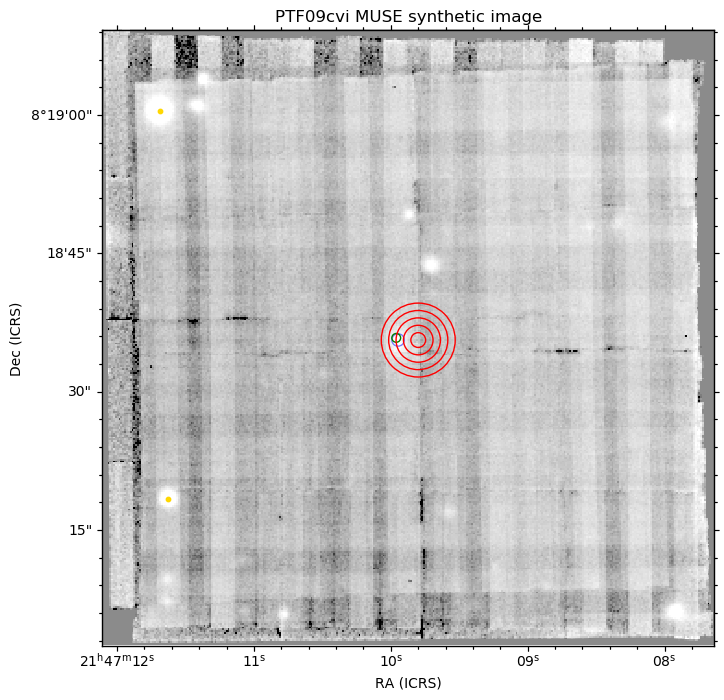 PTF09cvi MUSE synthetic image
8°19'00"
18'45"
30"
15"
Dec (ICRS)
21ʰ47ᵐ12ˢ 11ˢ 10ˢ 09ˢ 08ˢ
RA (ICRS)